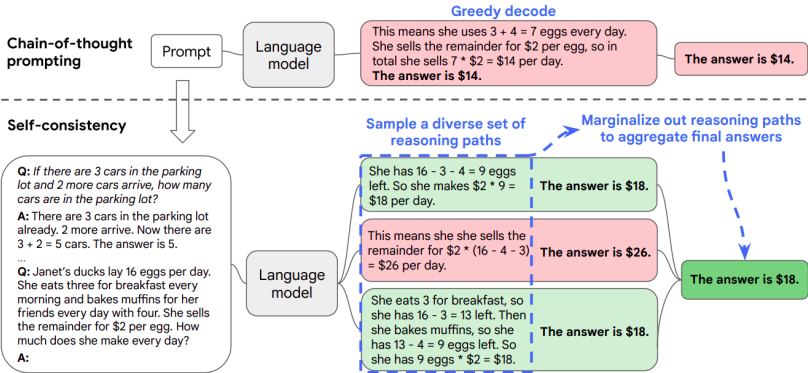 Greedy decode
Chain-of-thought
prompting
Prompt
Language
model
This means she uses 3 + 4 = 7 eggs every day.
She sells the remainder for $2 per egg, so in
total she sells 7 * $2 = $14 per day.
The answer is $14.
The answer is $14.
Self-consistency
Sample a diverse set of
reasoning paths
Marginalize out reasoning paths
to aggregate final answers
Q: If there are 3 cars in the parking
lot and 2 more cars arrive, how many
cars are in the parking lot?
A: There are 3 cars in the parking lot
already. 2 more arrive. Now there are
3 + 2 = 5 cars. The answer is 5.
...
Q: Janet's ducks lay 16 eggs per day.
She eats three for breakfast every
morning and bakes muffins for her
friends every day with four. She sells
the remainder for $2 per egg. How
much does she make every day?
A:
Language
model
She has 16 - 3 - 4 = 9 eggs
left. So she makes $2 * 9 =
$18 per day.
The answer is $18.
This means she she sells the
remainder for $2 * (16 - 4 - 3)
= $26 per day.
The answer is $26.
She eats 3 for breakfast, so
she has 16 - 3 = 13 left. Then
she bakes muffins, so she
has 13 - 4 = 9 eggs left. So
she has 9 eggs * $2 = $18.
The answer is $18.
The answer is $18.